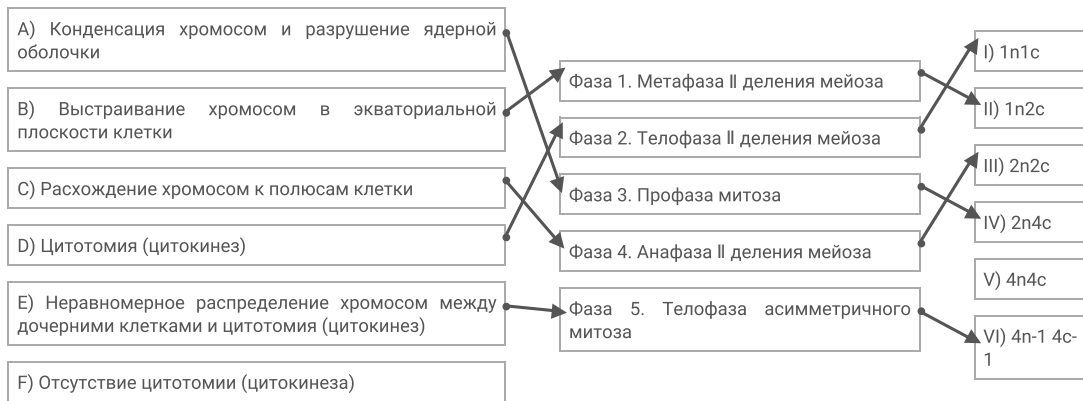 A) Конденсация хромосом и разрушение ядерной
оболочки
B) Выстраивание хромосом в экваториальной
плоскости клетки
C) Расхождение хромосом к полюсам клетки
D) Цитотомия (цитокинез)
E) Неравномерное распределение хромосом между
дочерними клетками и цитотомия (цитокинез)
F) Отсутствие цитотомии (цитокинеза)
Фаза 1. Метафаза II деления мейоза
Фаза 2. Телофаза II деления мейоза
Фаза 3. Профаза митоза
Фаза 4. Анафаза II деления мейоза
Фаза 5. Телофаза асимметричного
митоза
I) 1n1c
II) 1n2c
III) 2n2c
IV) 2n4c
V) 4n4c
VI) 4n-1 4c-
1